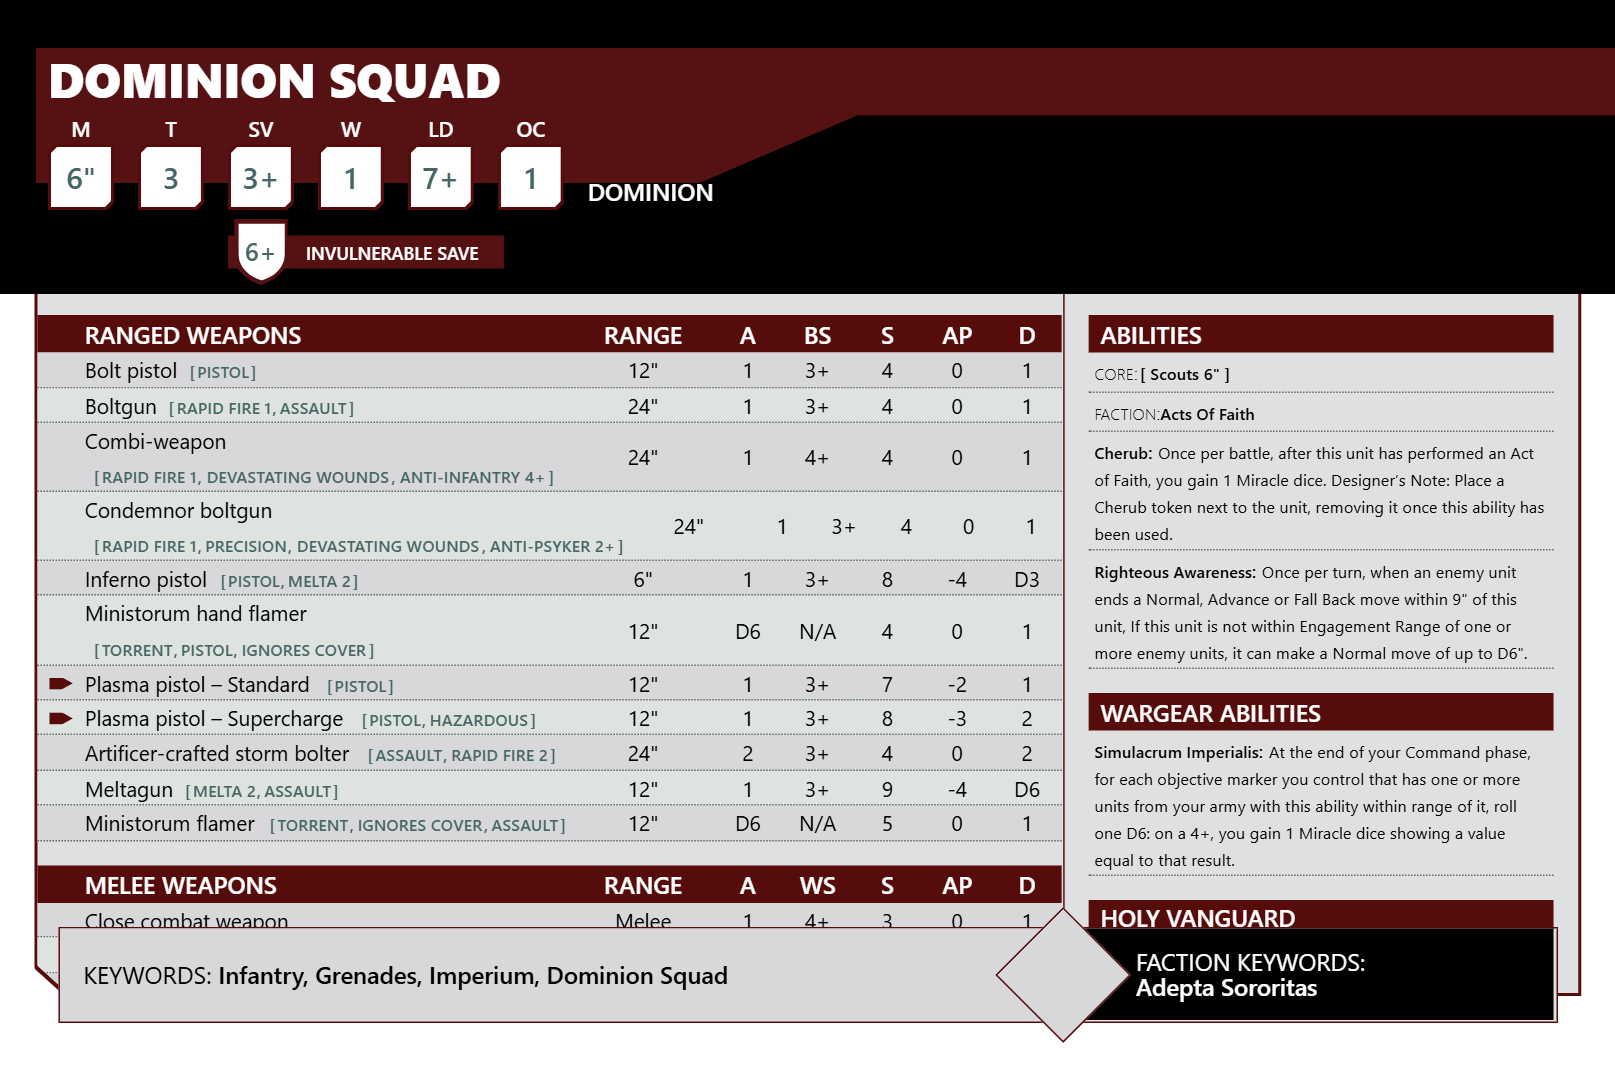 DOMINION SQUAD
M T SV W LD OC
6" 3 3+ 1 7+ 1
DOMINION
6+ INVULNERABLE SAVE
RANGED WEAPONS RANGE A BS S AP D
Bolt pistol [PISTOL] 12" 1 3+ 4 0 1
Boltgun [RAPID FIRE 1, ASSAULT] 24" 1 3+ 4 0 1
Combi-weapon
[RAPID FIRE 1, DEVASTATING WOUNDS, ANTI-INFANTRY 4+] 24" 1 4+ 4 0 1
Condemnor boltgun
[RAPID FIRE 1, PRECISION, DEVASTATING WOUNDS, ANTI-PSYKER 2+] 24" 1 3+ 4 0 1
Inferno pistol [PISTOL, MELTA 2] 6" 1 3+ 8 -4 D3
Ministorum hand flamer
[TORRENT, PISTOL, IGNORES COVER] 12" D6 N/A 4 0 1
Plasma pistol – Standard [PISTOL] 12" 1 3+ 7 -2 1
Plasma pistol – Supercharge [PISTOL, HAZARDOUS] 12" 1 3+ 8 -3 2
Artificer-crafted storm bolter [ASSAULT, RAPID FIRE 2] 24" 2 3+ 4 0 2
Meltagun [MELTA 2, ASSAULT] 12" 1 3+ 9 -4 D6
Ministorum flamer [TORRENT, IGNORES COVER, ASSAULT] 12" D6 N/A 5 0 1
MELEE WEAPONS RANGE A WS S AP D
Close combat weapon Melee 1 4+ 3 0 1
ABILITIES
CORE: [ Scouts 6" ]
FACTION:Acts Of Faith
Cherub: Once per battle, after this unit has performed an Act
of Faith, you gain 1 Miracle dice. Designer's Note: Place a
Cherub token next to the unit, removing it once this ability has
been used.
Righteous Awareness: Once per turn, when an enemy unit
ends a Normal, Advance or Fall Back move within 9" of this
unit, If this unit is not within Engagement Range of one or
more enemy units, it can make a Normal move of up to D6".
WARGEAR ABILITIES
Simulacrum Imperialis: At the end of your Command phase,
for each objective marker you control that has one or more
units from your army with this ability within range of it, roll
one D6: on a 4+, you gain 1 Miracle dice showing a value
equal to that result.
HOLY VANGUARD
KEYWORDS: Infantry, Grenades, Imperium, Dominion Squad
FACTION KEYWORDS:
Adepta Sororitas